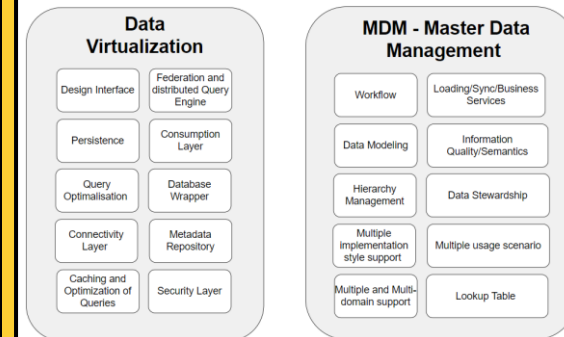 Data
Virtualization
Design Interface
Federation and
distributed Query
Engine
Persistence
Consumption
Layer
Query
Optimalisation
Database
Wrapper
Connectivity
Layer
Metadata
Repository
Caching and
Optimization of
Queries
Security Layer
MDM - Master Data
Management
Workflow
Loading/Sync/Business
Services
Data Modeling
Information
Quality/Semantics
Hierarchy
Management
Data Stewardship
Multiple
implementation
style support
Multiple usage scenario
Multiple and Multi-
domain support
Lookup Table